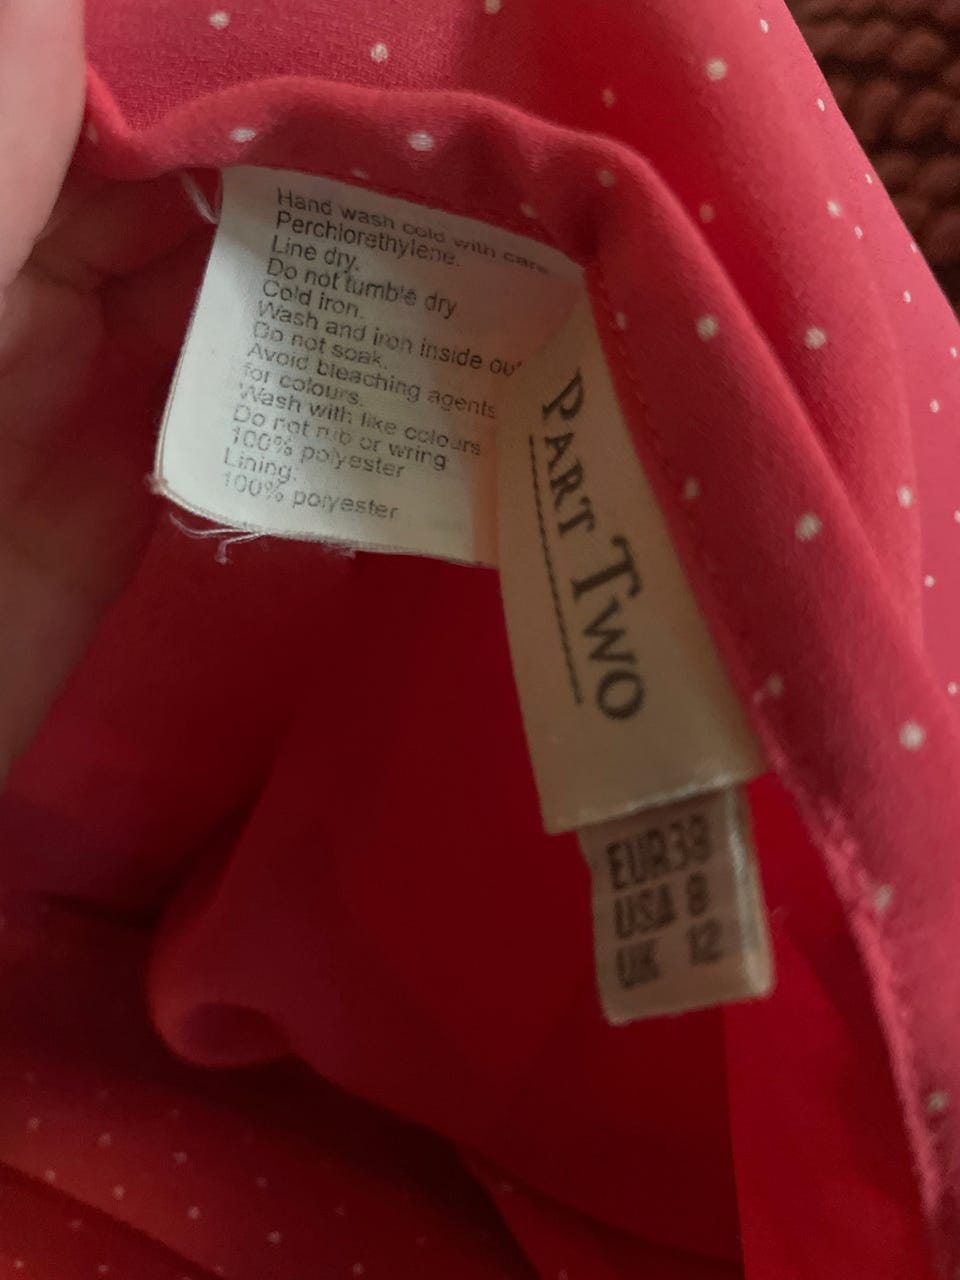 Hand wash cold with care
Perchlorethylene.
Line dry.
Do not tumble dry
Cold iron.
Wash and iron inside out
Do not soak.
Avoid bleaching agents
for colours.
Wash with like colours
Do not rub or wring
100% polyester
Lining:
100% polyester
PART TWO
EUR38
USA 8
UK 12